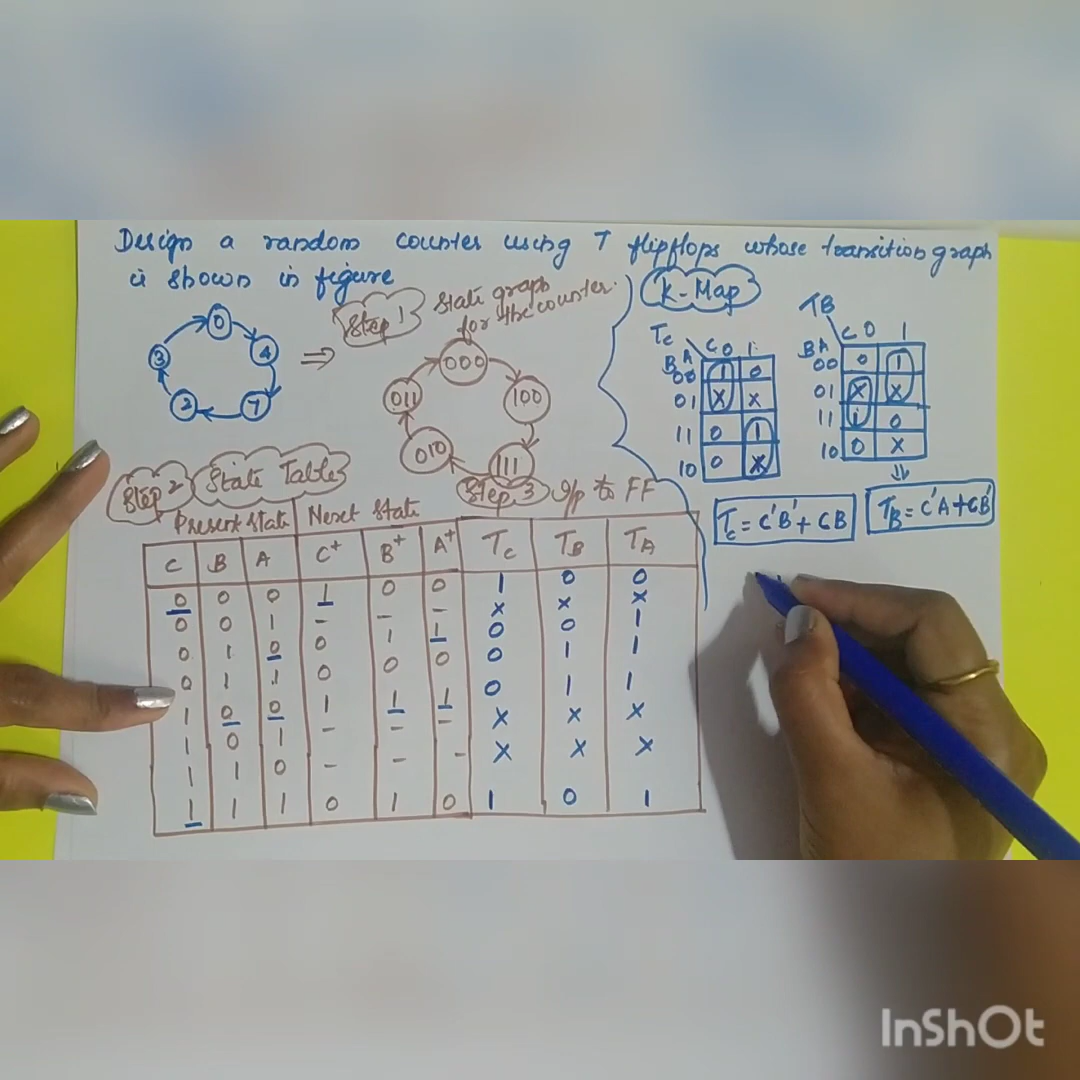 Design a random counter using T flipflops whose transition graph
is shown in figure
0
4
7
2
3
⇒
Step 1 State graph
for the counter.
000
100
111
010
011
K-Map
Tc
C 0 1
BA
00 1 0
01 X X
11 0 1
10 0 X
Tc = C'B' + CB
TB
C 0 1
BA
00 0 1
01 X X
11 1 0
10 0 X
⇒
TB = C'A + CB'
Step 2 State Table
Step 3 i/p to FF
Present State Next State
C B A C+ B+ A+ Tc TB TA
0 0 0 1 0 0 1 0 0
0 0 1 - - - X X X
0 1 0 0 1 1 0 0 1
0 1 1 0 0 0 0 1 1
1 0 0 1 1 1 0 1 1
1 0 1 - - - X X X
1 1 0 - - - X X X
1 1 1 0 1 0 1 0 1
InShOt